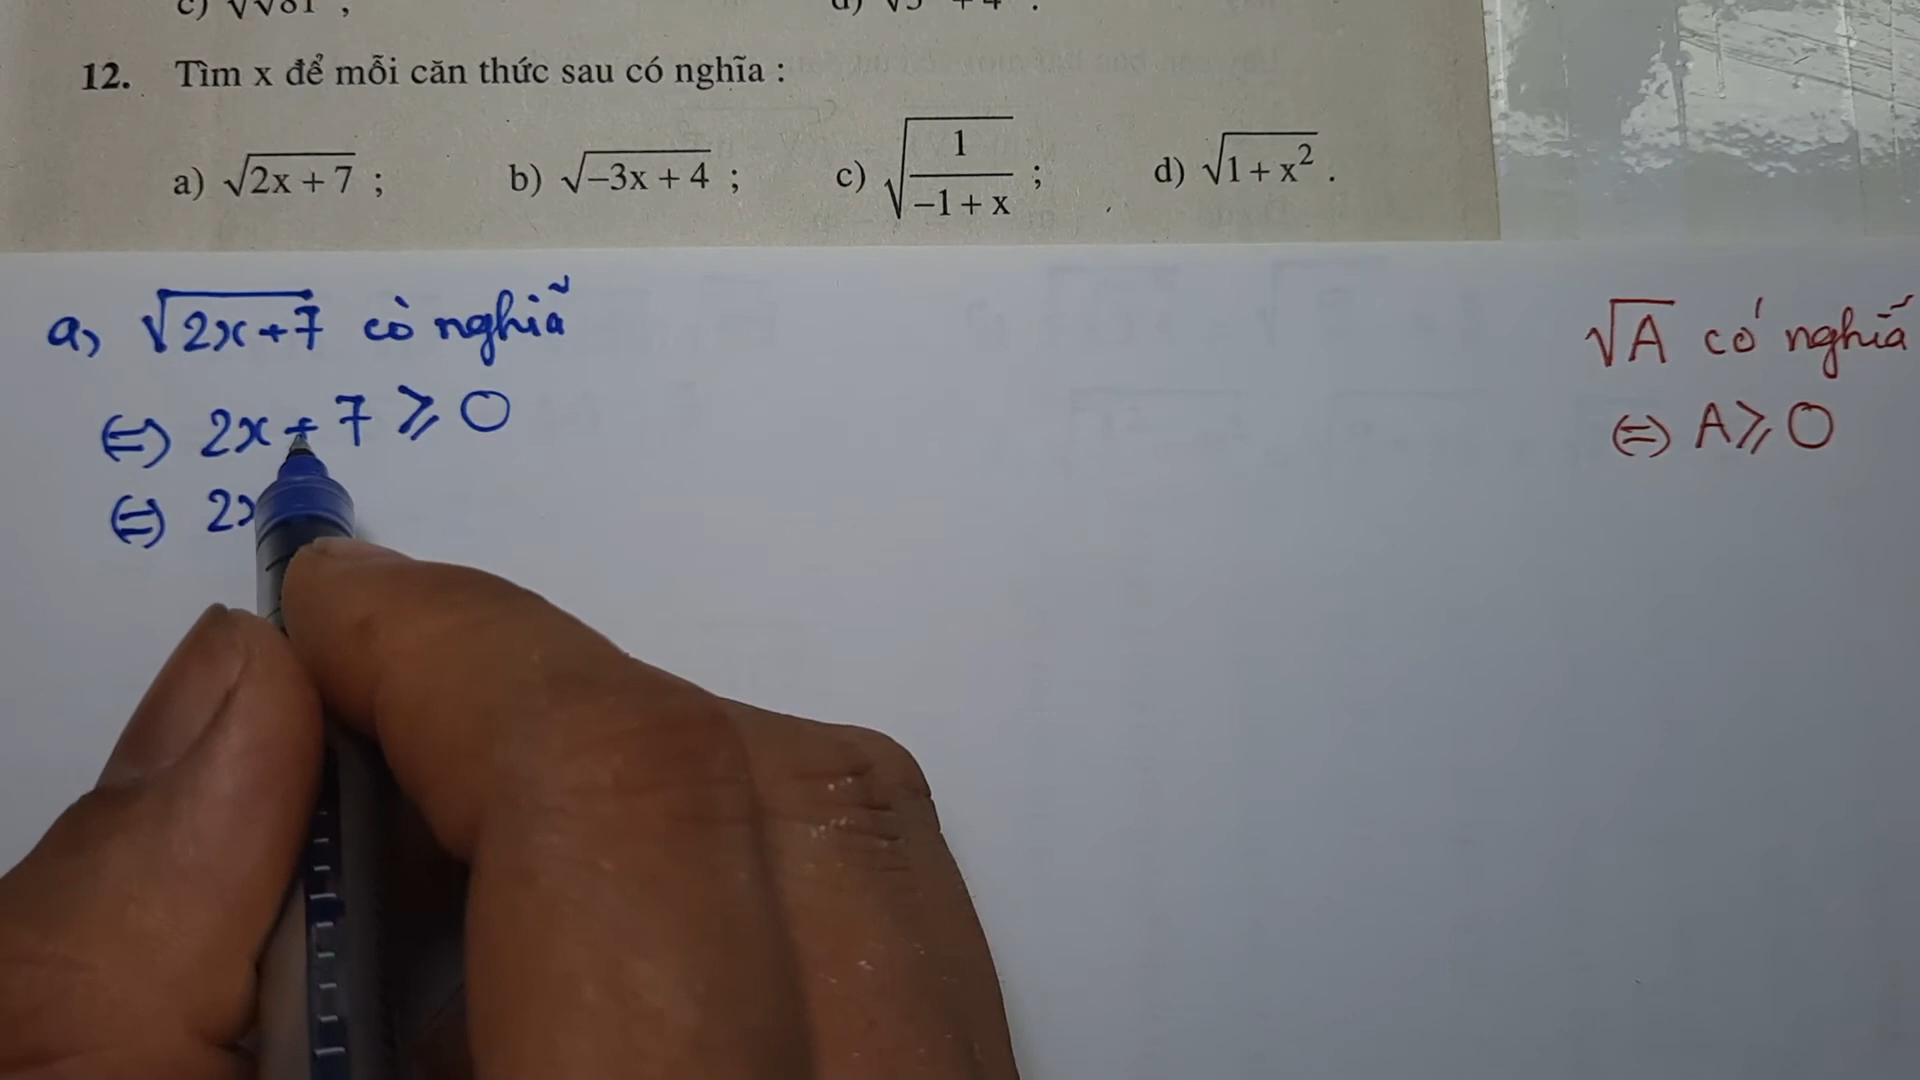 12. Tìm x để mỗi căn thức sau có nghĩa :
a) √(2x + 7) ; b) √(−3x + 4) ; c) √(1/(−1 + x)) ; d) √(1 + x²) .
a, √(2x+7) có nghĩa
⇔ 2x + 7 ⩾ 0
⇔ 2x
√A có nghĩa
⇔ A ⩾ 0